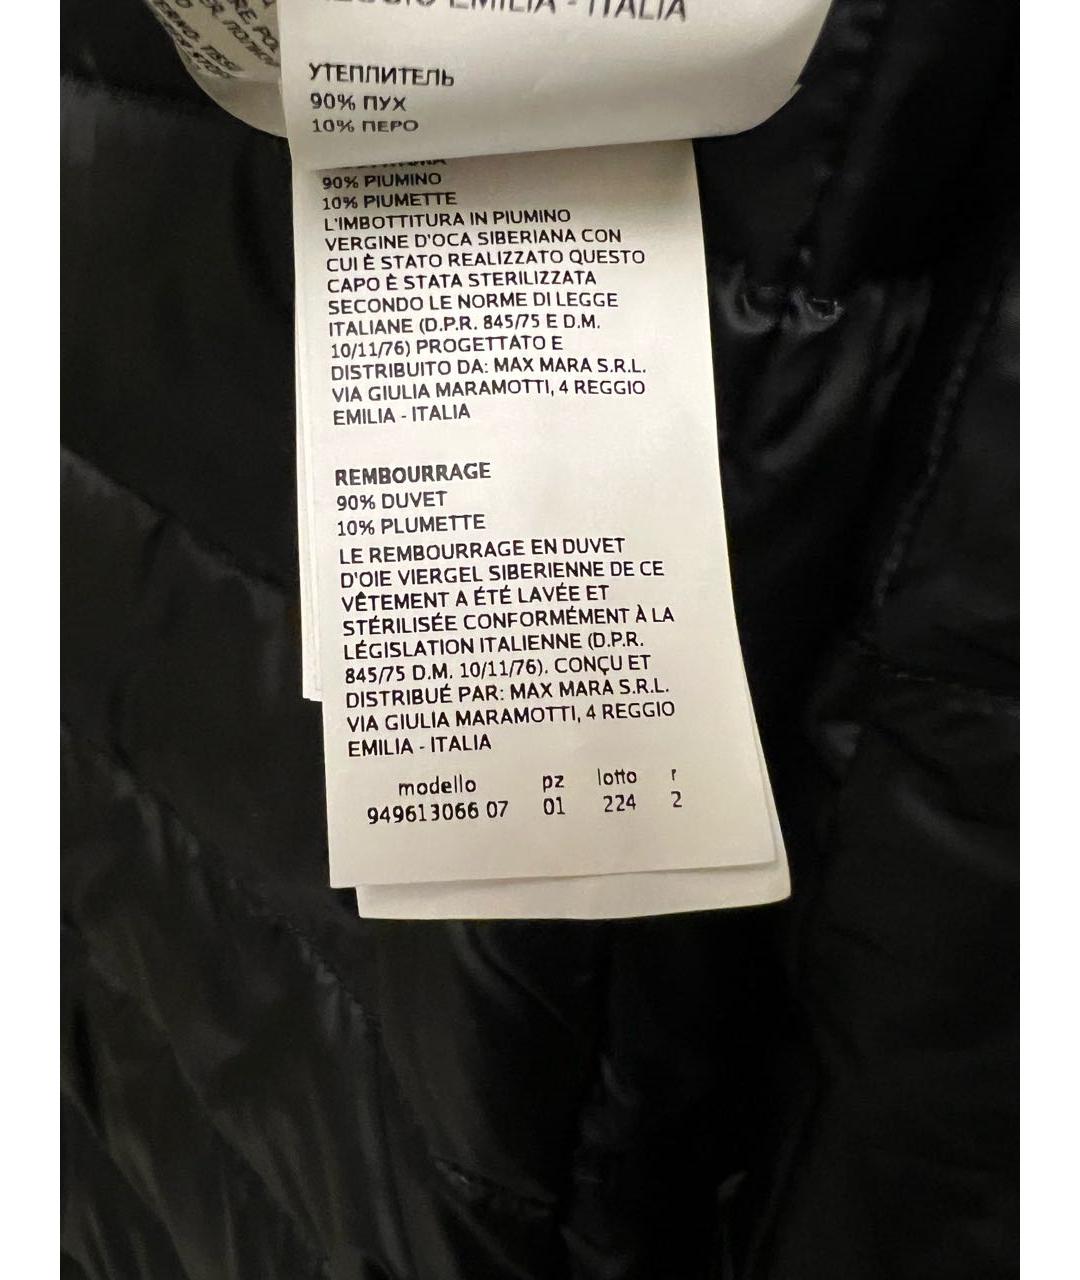 EMILIA - ITALIA
УТЕПЛИТЕЛЬ
90% ПУХ
10% ПЕРО
90% PIUMINO
10% PIUMETTE
L'IMBOTTITURA IN PIUMINO
VERGINE D'OCA SIBERIANA CON
CUI È STATO REALIZZATO QUESTO
CAPO È STATA STERILIZZATA
SECONDO LE NORME DI LEGGE
ITALIANE (D.P.R. 845/75 E D.M.
10/11/76) PROGETTATO E
DISTRIBUITO DA: MAX MARA S.R.L.
VIA GIULIA MARAMOTTI, 4 REGGIO
EMILIA - ITALIA
REMBOURRAGE
90% DUVET
10% PLUMETTE
LE REMBOURRAGE EN DUVET
D'OIE VIERGEL SIBERIENNE DE CE
VÊTEMENT A ÉTÉ LAVÉE ET
STÉRILISÉE CONFORMÉMENT À LA
LÉGISLATION ITALIENNE (D.P.R.
845/75 D.M. 10/11/76). CONÇU ET
DISTRIBUÉ PAR: MAX MARA S.R.L.
VIA GIULIA MARAMOTTI, 4 REGGIO
EMILIA - ITALIA
modello pz lotto r
949613066 07 01 224 2